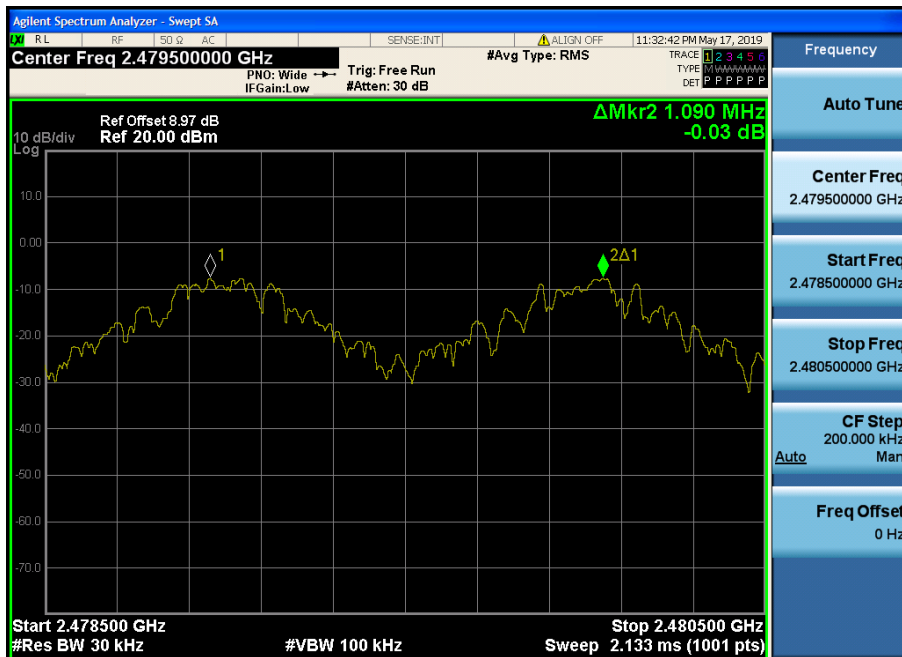 Agilent Spectrum Analyzer - Swept SA
LXI RL RF 50 Ω AC SENSE:INT ALIGN OFF 11:32:42 PM May 17, 2019
Center Freq 2.479500000 GHz #Avg Type: RMS TRACE 1 2 3 4 5 6
PNO: Wide Trig: Free Run TYPE M W W W W W
IFGain:Low #Atten: 30 dB DET P P P P P P
Frequency
ΔMkr2 1.090 MHz
-0.03 dB
Ref Offset 8.97 dB
10 dB/div Ref 20.00 dBm
Log
10.0
0.00
-10.0
-20.0
-30.0
-40.0
-50.0
-60.0
-70.0
1
2Δ1
Start 2.478500 GHz Stop 2.480500 GHz
#Res BW 30 kHz #VBW 100 kHz Sweep 2.133 ms (1001 pts)
Auto Tune
Center Freq
2.479500000 GHz
Start Freq
2.478500000 GHz
Stop Freq
2.480500000 GHz
CF Step
200.000 kHz
Auto Man
Freq Offset
0 Hz